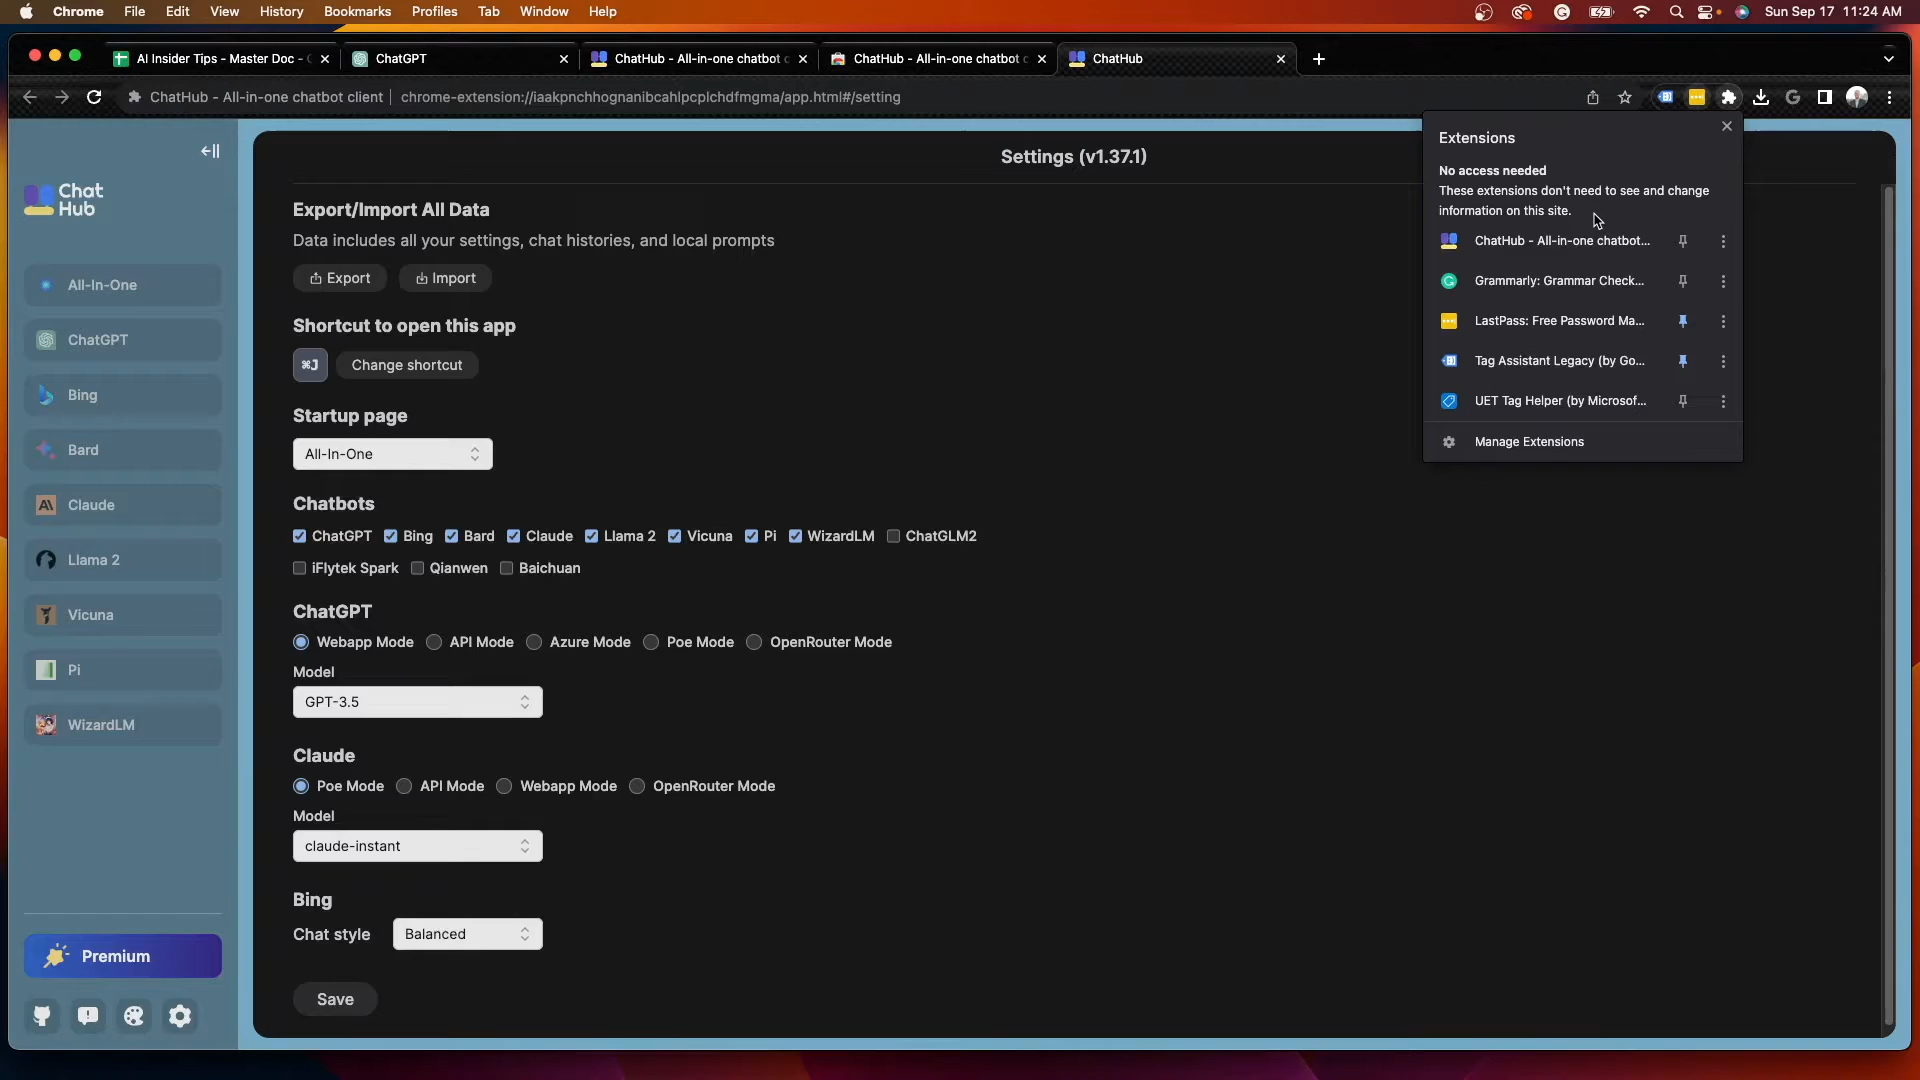 Chrome File Edit View History Bookmarks Profiles Tab Window Help Sun Sep 17 11:24 AM
AI Insider Tips - Master Doc - ChatGPT ChatHub - All-in-one chatbot c ChatHub - All-in-one chatbot c ChatHub
ChatHub - All-in-one chatbot client chrome-extension://iaakpnchhognanibcahlpcplchdfmgma/app.html#/setting
Chat
Hub
All-In-One
ChatGPT
Bing
Bard
Claude
Llama 2
Vicuna
Pi
WizardLM
Premium
Settings (v1.37.1)
Export/Import All Data
Data includes all your settings, chat histories, and local prompts
Export Import
Shortcut to open this app
⌘J Change shortcut
Startup page
All-In-One
Chatbots
ChatGPT Bing Bard Claude Llama 2 Vicuna Pi WizardLM ChatGLM2
iFlytek Spark Qianwen Baichuan
ChatGPT
Webapp Mode API Mode Azure Mode Poe Mode OpenRouter Mode
Model
GPT-3.5
Claude
Poe Mode API Mode Webapp Mode OpenRouter Mode
Model
claude-instant
Bing
Chat style Balanced
Save
Extensions
No access needed
These extensions don't need to see and change
information on this site.
ChatHub - All-in-one chatbot...
Grammarly: Grammar Check...
LastPass: Free Password Ma...
Tag Assistant Legacy (by Go...
UET Tag Helper (by Microsof...
Manage Extensions